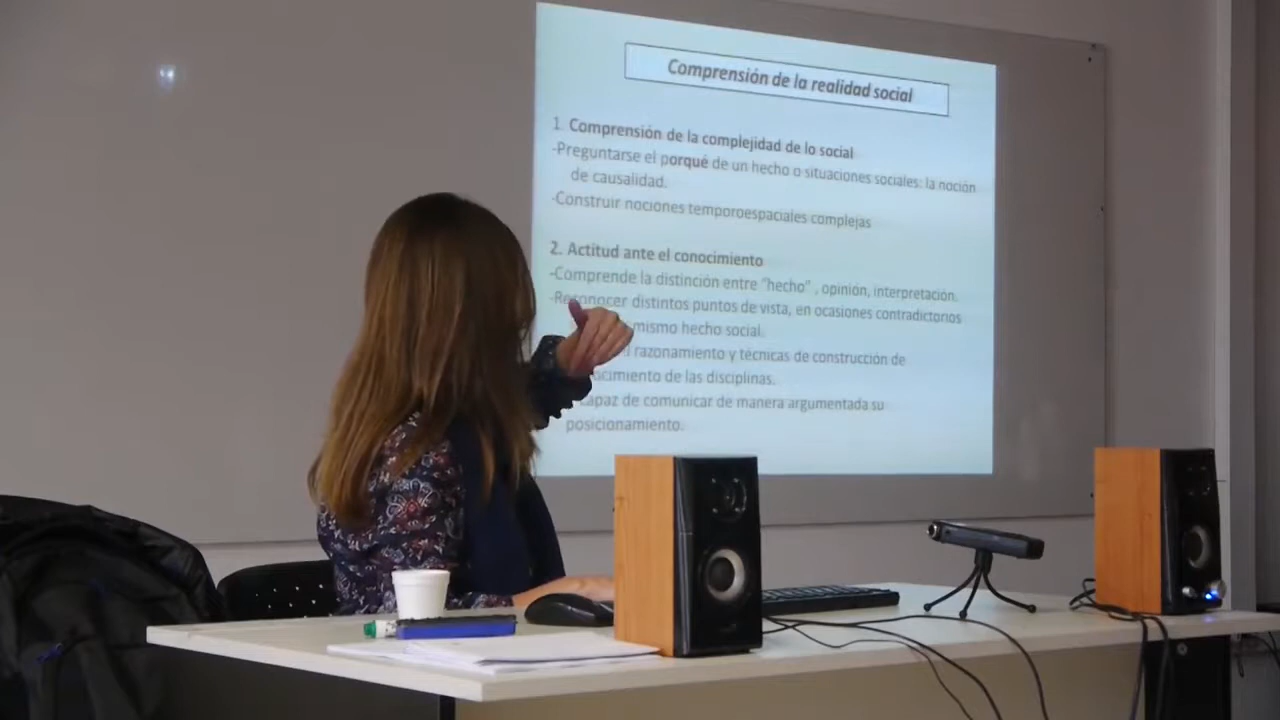 Comprensión de la realidad social
1. Comprensión de la complejidad de lo social
-Preguntarse el porqué de un hecho o situaciones sociales: la noción
de causalidad.
-Construir nociones temporoespaciales complejas
2. Actitud ante el conocimiento
-Comprende la distinción entre "hecho" , opinión, interpretación.
-Reconocer distintos puntos de vista, en ocasiones contradictorios
mismo hecho social.
razonamiento y técnicas de construcción de
de las disciplinas.
capaz de comunicar de manera argumentada su
posicionamiento.